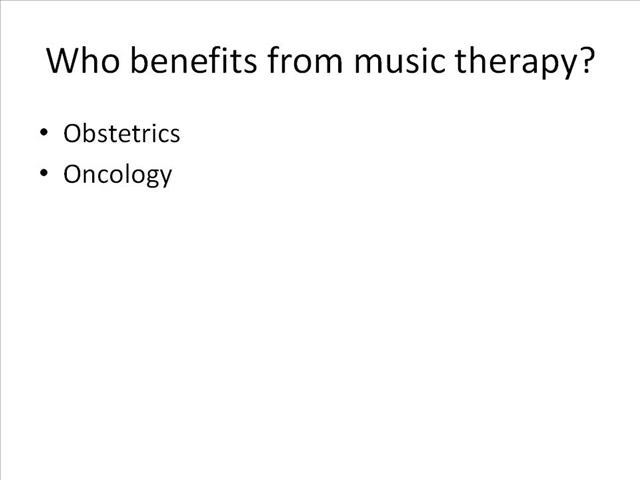 Who benefits from music therapy?
• Obstetrics
• Oncology